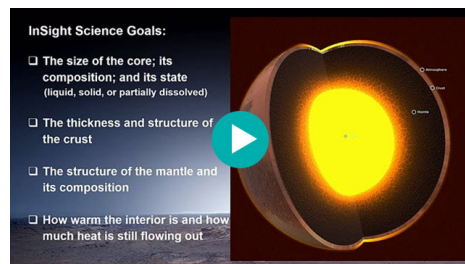 InSight Science Goals:
❑ The size of the core; its
composition; and its state
(liquid, solid, or partially dissolved)
❑ The thickness and structure of
the crust
❑ The structure of the mantle and
its composition
❑ How warm the interior is and how
much heat is still flowing out
Atmosphere
Crust
Mantle